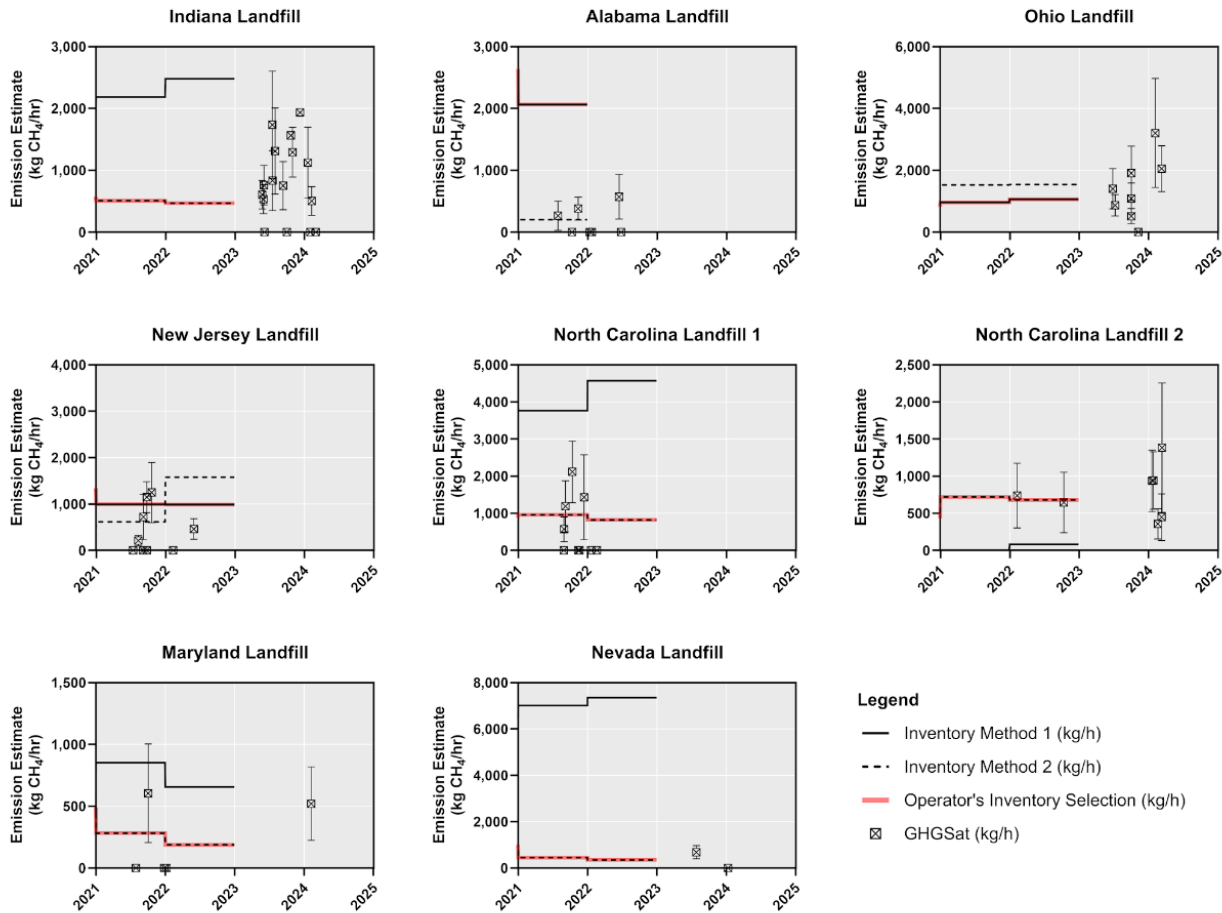 Indiana Landfill
Emission Estimate
(kg CH4/hr)
3,000
2,000
1,000
0
2021
2022
2023
2024
2025
Alabama Landfill
Emission Estimate
(kg CH4/hr)
3,000
2,000
1,000
0
2021
2022
2023
2024
2025
Ohio Landfill
Emission Estimate
(kg CH4/hr)
6,000
4,000
2,000
0
2021
2022
2023
2024
2025
New Jersey Landfill
Emission Estimate
(kg CH4/hr)
4,000
3,000
2,000
1,000
0
2021
2022
2023
2024
2025
North Carolina Landfill 1
Emission Estimate
(kg CH4/hr)
5,000
4,000
3,000
2,000
1,000
0
2021
2022
2023
2024
2025
North Carolina Landfill 2
Emission Estimate
(kg CH4/hr)
2,500
2,000
1,500
1,000
500
0
2021
2022
2023
2024
2025
Maryland Landfill
Emission Estimate
(kg CH4/hr)
1,500
1,000
500
0
2021
2022
2023
2024
2025
Nevada Landfill
Emission Estimate
(kg CH4/hr)
8,000
6,000
4,000
2,000
0
2021
2022
2023
2024
2025
Legend
Inventory Method 1 (kg/h)
Inventory Method 2 (kg/h)
Operator's Inventory Selection (kg/h)
GHGSat (kg/h)